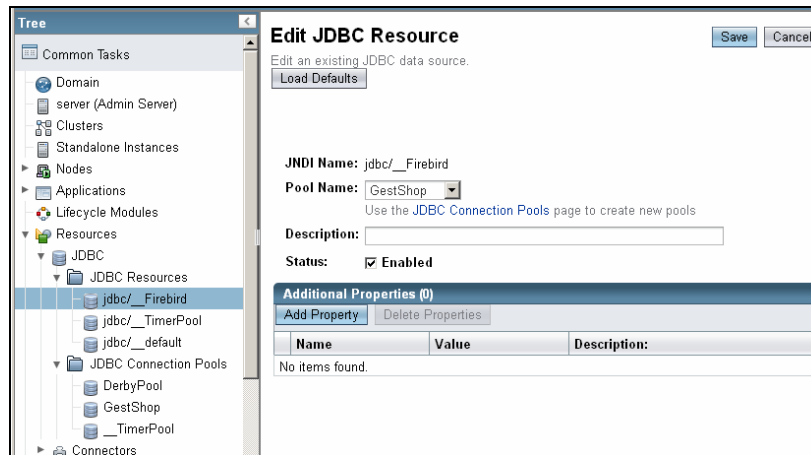 Tree
Common Tasks
Domain
server (Admin Server)
Clusters
Standalone Instances
Nodes
Applications
Lifecycle Modules
Resources
JDBC
JDBC Resources
jdbc/__Firebird
jdbc/__TimerPool
jdbc/__default
JDBC Connection Pools
DerbyPool
GestShop
__TimerPool
Connectors
Edit JDBC Resource
Save Cancel
Edit an existing JDBC data source.
Load Defaults
JNDI Name: jdbc/__Firebird
Pool Name: GestShop
Use the JDBC Connection Pools page to create new pools
Description:
Status: Enabled
Additional Properties (0)
Add Property Delete Properties
Name Value Description:
No items found.